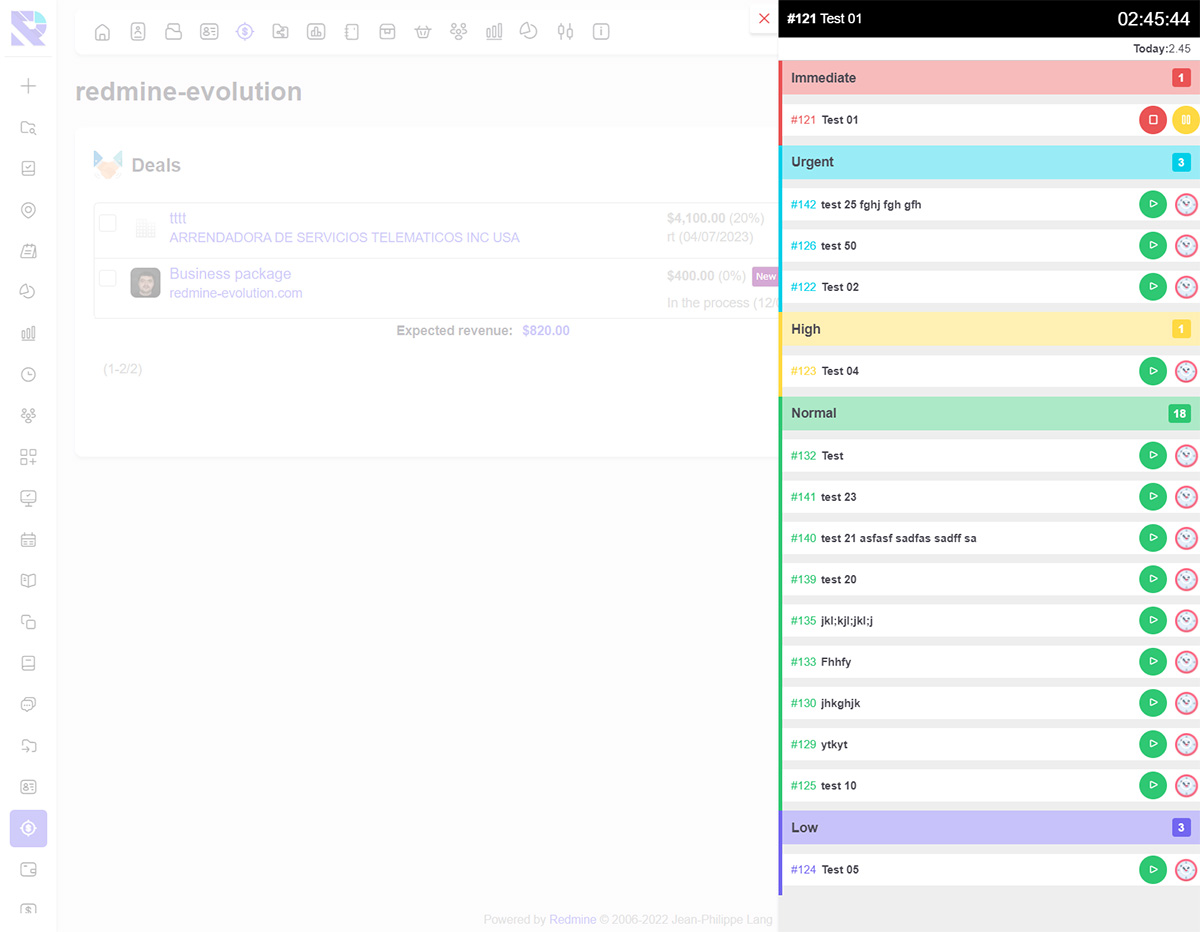 redmine-evolution
Deals
tttt
ARRENDADORA DE SERVICIOS TELEMATICOS INC USA
$4,100.00 (20%)
rt (04/07/2023)
Business package
redmine-evolution.com
$400.00 (0%) New
In the process (12/
Expected revenue: $820.00
(1-2/2)
Powered by Redmine © 2006-2022 Jean-Philippe Lang
#121 Test 01 02:45:44
Today:2.45
Immediate 1
#121 Test 01
Urgent 3
#142 test 25 fghj fgh gfh
#126 test 50
#122 Test 02
High 1
#123 Test 04
Normal 18
#132 Test
#141 test 23
#140 test 21 asfasf sadfas sadff sa
#139 test 20
#135 jkl;kjl;jkl;j
#133 Fhhfy
#130 jhkghjk
#129 ytkyt
#125 test 10
Low 3
#124 Test 05